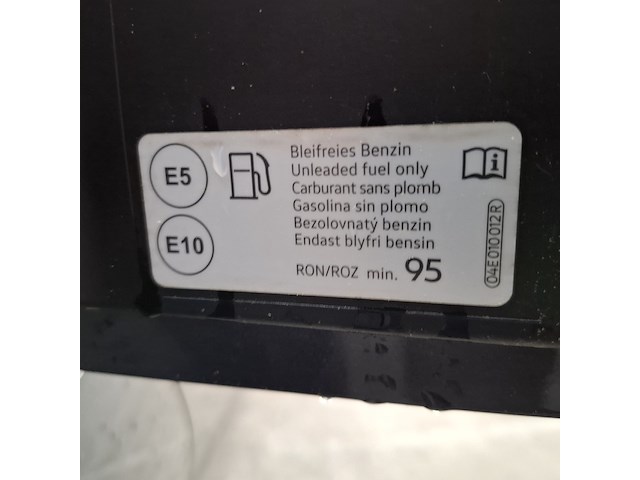 E5
E10
Bleifreies Benzin
Unleaded fuel only
Carburant sans plomb
Gasolina sin plomo
Bezolovnatý benzin
Endast blyfri bensin
RON/ROZ min. 95
i
04E010012R